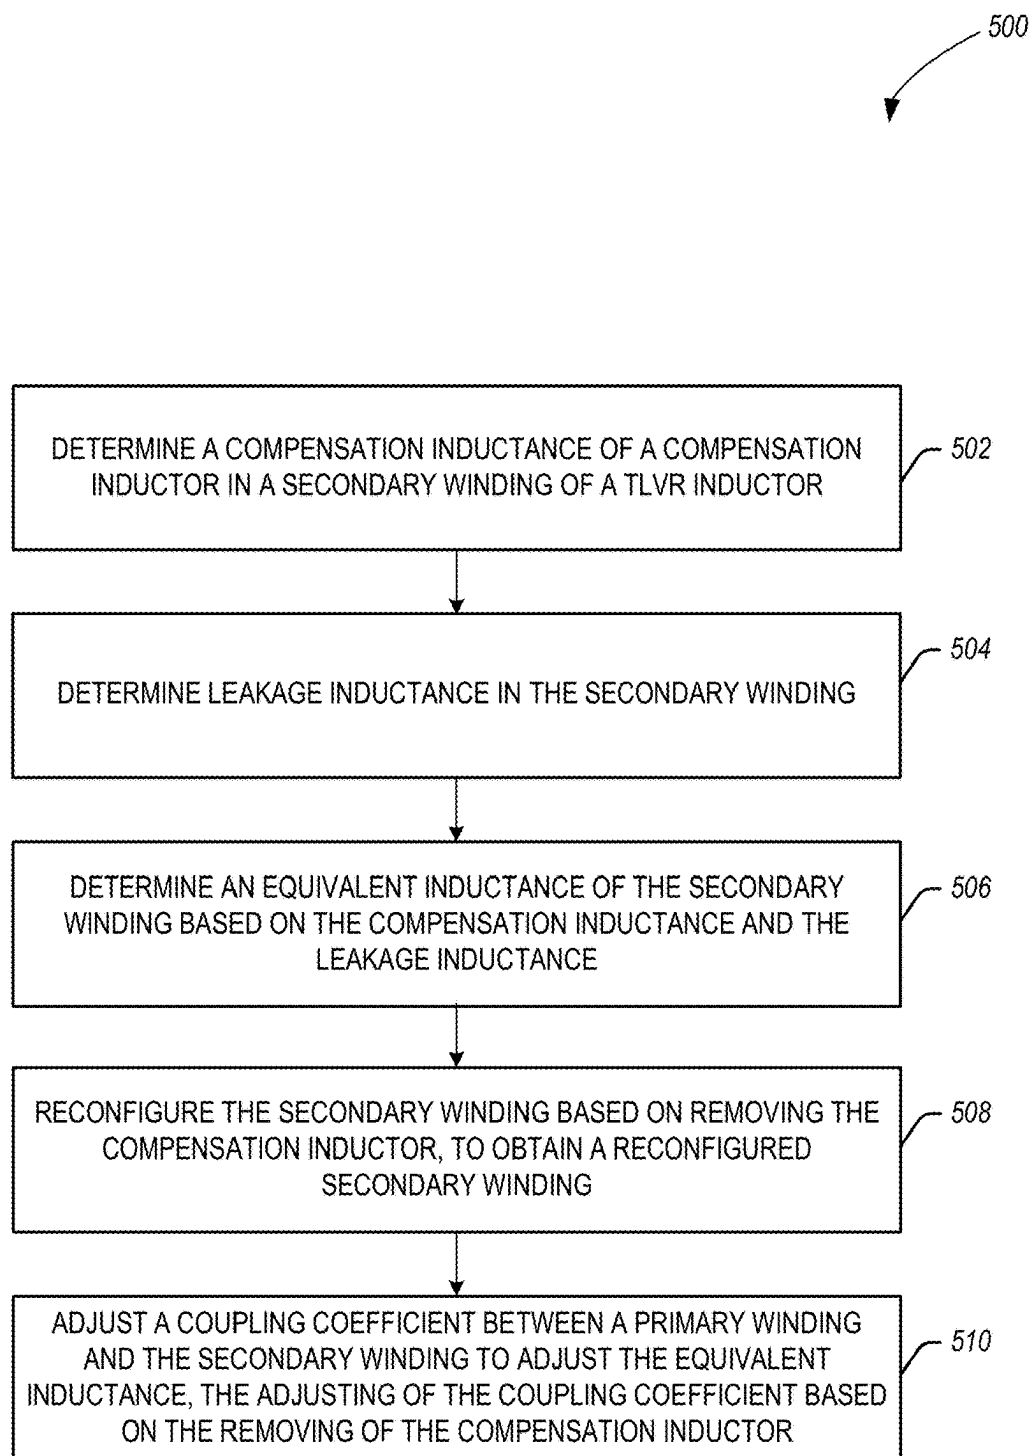 500
DETERMINE A COMPENSATION INDUCTANCE OF A COMPENSATION
INDUCTOR IN A SECONDARY WINDING OF A TLVR INDUCTOR
502
DETERMINE LEAKAGE INDUCTANCE IN THE SECONDARY WINDING
504
DETERMINE AN EQUIVALENT INDUCTANCE OF THE SECONDARY
WINDING BASED ON THE COMPENSATION INDUCTANCE AND THE
LEAKAGE INDUCTANCE
506
RECONFIGURE THE SECONDARY WINDING BASED ON REMOVING THE
COMPENSATION INDUCTOR, TO OBTAIN A RECONFIGURED
SECONDARY WINDING
508
ADJUST A COUPLING COEFFICIENT BETWEEN A PRIMARY WINDING
AND THE SECONDARY WINDING TO ADJUST THE EQUIVALENT
INDUCTANCE, THE ADJUSTING OF THE COUPLING COEFFICIENT BASED
ON THE REMOVING OF THE COMPENSATION INDUCTOR
510